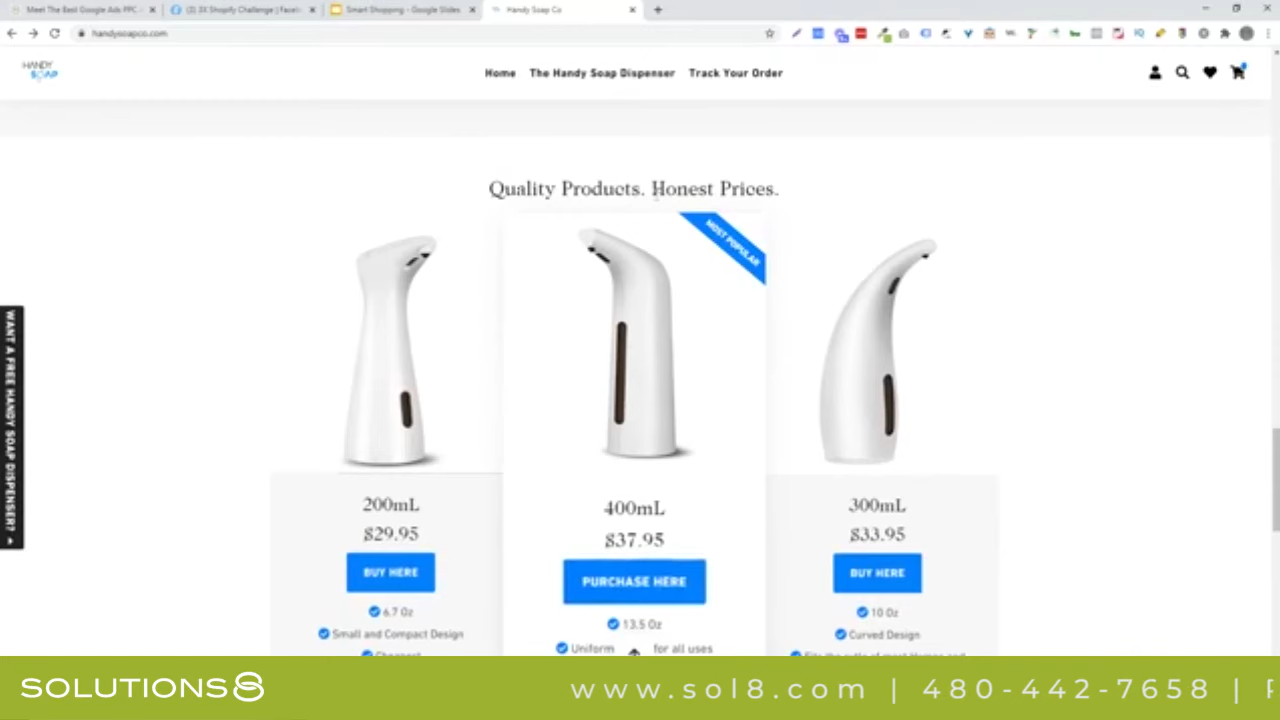 Meet The Best Google Ads PPC
(2) 3X Shopify Challenge | Face
Smart Shopping - Google Slides
Handy Soap Co
handysoapco.com
HANDY
SOAP
Home
The Handy Soap Dispenser
Track Your Order
Quality Products. Honest Prices.
MOST POPULAR
WANT A FREE HANDY SOAP DISPENSER?
200mL
$29.95
BUY HERE
6.7 Oz
Small and Compact Design
Cheapest
400mL
$37.95
PURCHASE HERE
13.5 Oz
Uniform for all uses
300mL
$33.95
BUY HERE
10 Oz
Curved Design
SOLUTIONS8
www.sol8.com | 480-442-7658 |